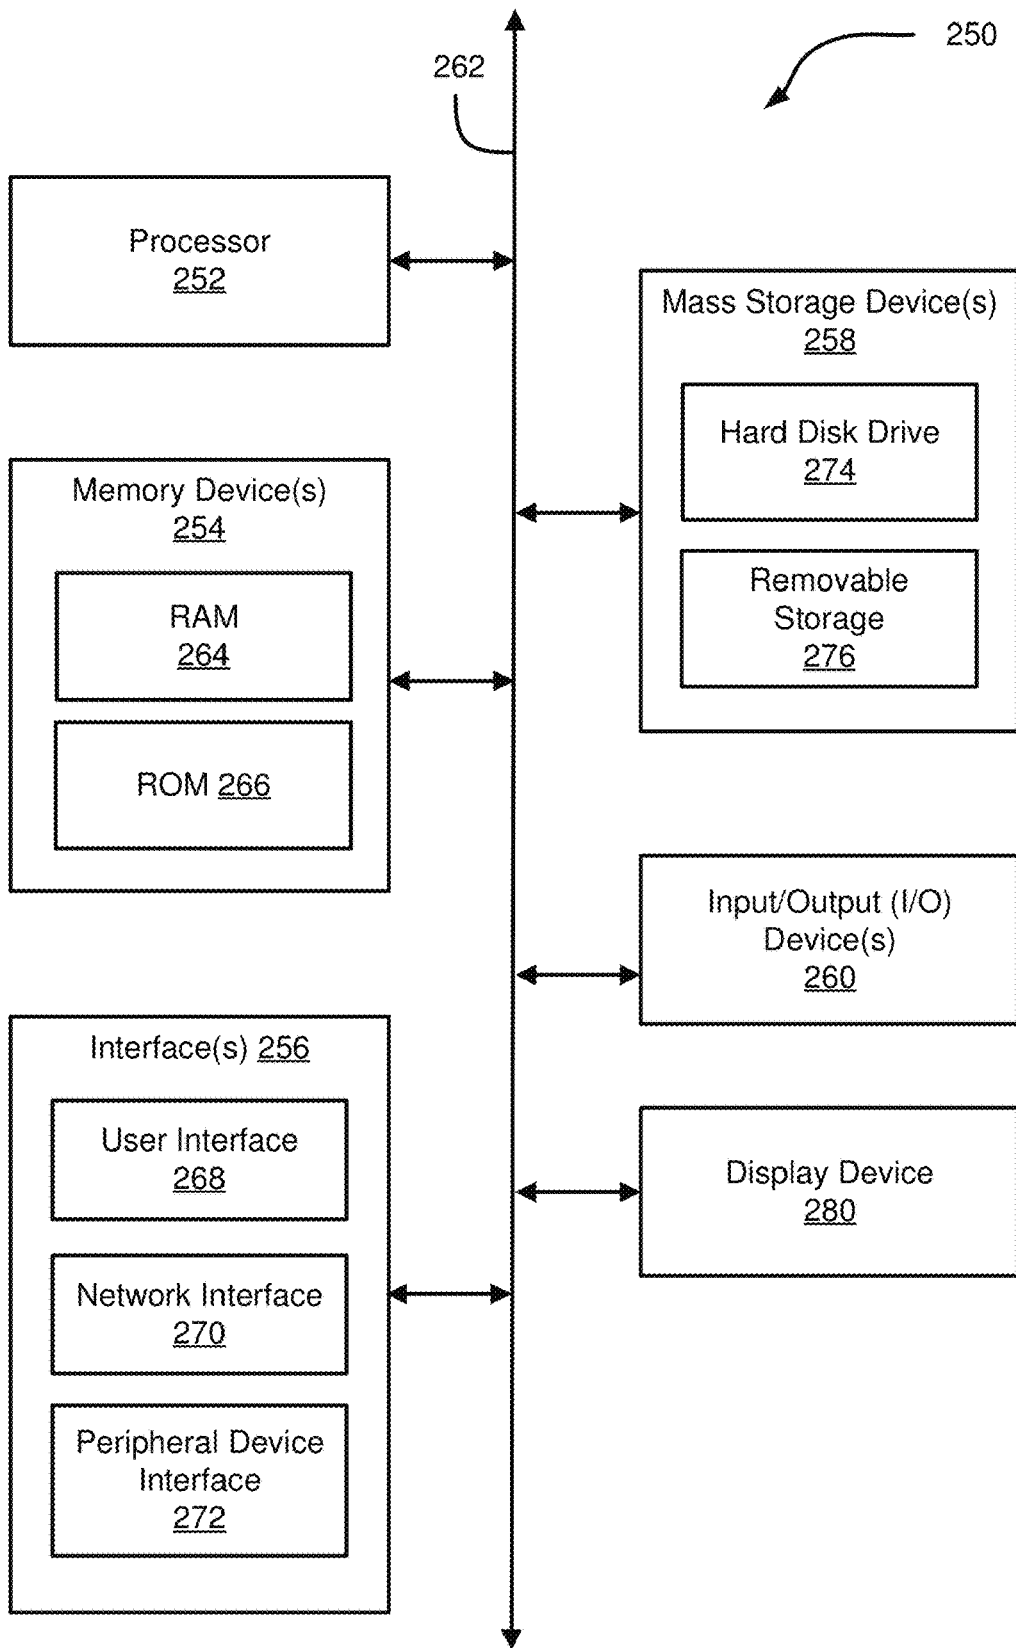 250
262
Processor
252
Mass Storage Device(s)
258
Hard Disk Drive
274
Removable
Storage
276
Memory Device(s)
254
RAM
264
ROM 266
Input/Output (I/O)
Device(s)
260
Interface(s) 256
User Interface
268
Network Interface
270
Peripheral Device
Interface
272
Display Device
280